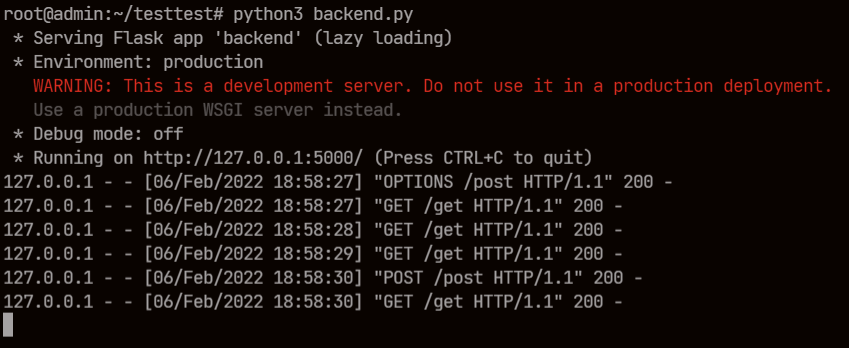 root@admin:~/testtest# python3 backend.py
* Serving Flask app 'backend' (lazy loading)
* Environment: production
WARNING: This is a development server. Do not use it in a production deployment.
Use a production WSGI server instead.
* Debug mode: off
* Running on http://127.0.0.1:5000/ (Press CTRL+C to quit)
127.0.0.1 - - [06/Feb/2022 18:58:27] "OPTIONS /post HTTP/1.1" 200 -
127.0.0.1 - - [06/Feb/2022 18:58:27] "GET /get HTTP/1.1" 200 -
127.0.0.1 - - [06/Feb/2022 18:58:28] "GET /get HTTP/1.1" 200 -
127.0.0.1 - - [06/Feb/2022 18:58:29] "GET /get HTTP/1.1" 200 -
127.0.0.1 - - [06/Feb/2022 18:58:30] "POST /post HTTP/1.1" 200 -
127.0.0.1 - - [06/Feb/2022 18:58:30] "GET /get HTTP/1.1" 200 -